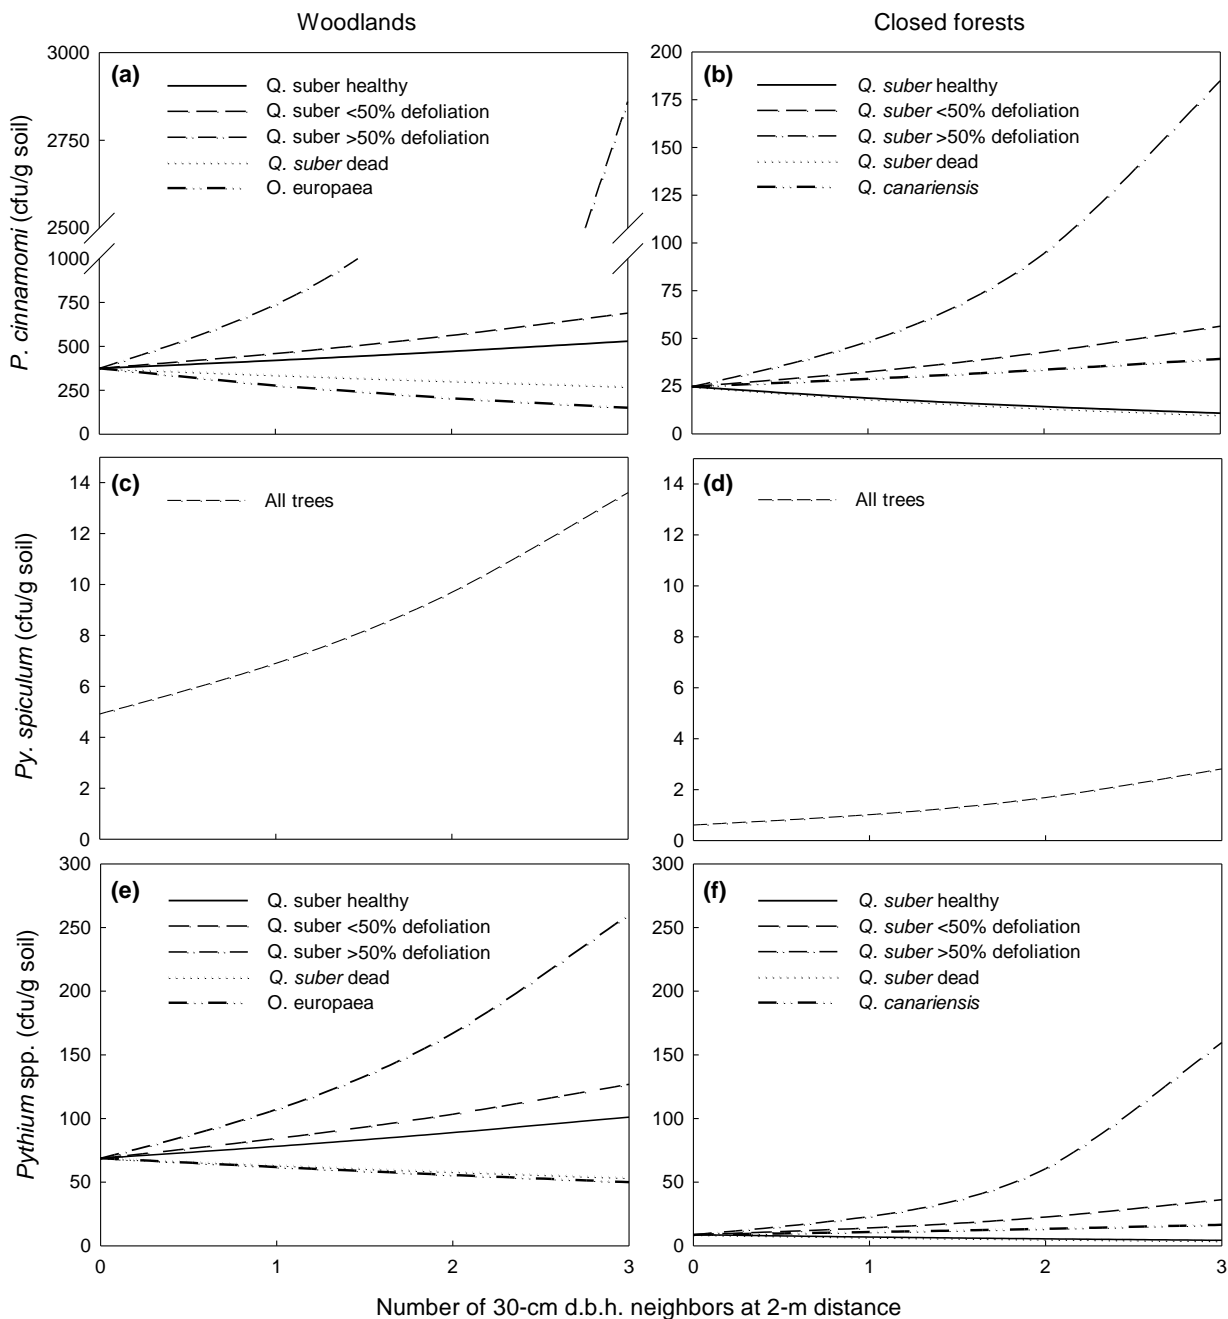 Woodlands
Closed forests
P. cinnamomi (cfu/g soil)
(a)
3000
2750
2500
1000
750
500
250
0
Q. suber healthy
Q. suber <50% defoliation
Q. suber >50% defoliation
Q. suber dead
O. europaea
(b)
200
175
150
125
100
75
50
25
0
Q. suber healthy
Q. suber <50% defoliation
Q. suber >50% defoliation
Q. suber dead
Q. canariensis
Py. spiculum (cfu/g soil)
(c)
14
12
10
8
6
4
2
0
All trees
(d)
14
12
10
8
6
4
2
0
All trees
Pythium spp. (cfu/g soil)
(e)
300
250
200
150
100
50
0
Q. suber healthy
Q. suber <50% defoliation
Q. suber >50% defoliation
Q. suber dead
O. europaea
0 1 2 3
(f)
300
250
200
150
100
50
0
Q. suber healthy
Q. suber <50% defoliation
Q. suber >50% defoliation
Q. suber dead
Q. canariensis
0 1 2 3
Number of 30-cm d.b.h. neighbors at 2-m distance